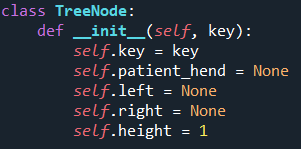 class TreeNode:
    def __init__(self, key):
        self.key = key
        self.patient_hend = None
        self.left = None
        self.right = None
        self.height = 1